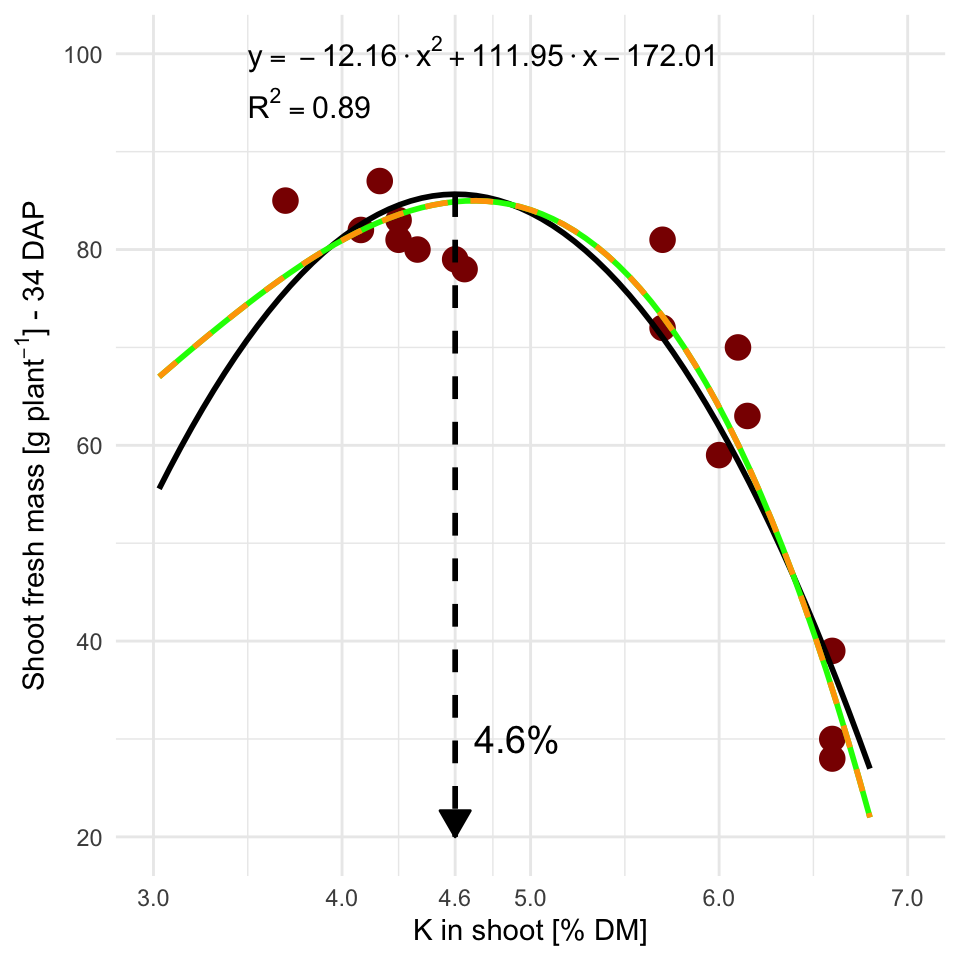 y = − 12.16 · x² + 111.95 · x − 172.01
R² = 0.89
100
80
60
40
20
Shoot fresh mass [g plant⁻¹] - 34 DAP
4.6%
3.0 4.0 4.6 5.0 6.0 7.0
K in shoot [% DM]